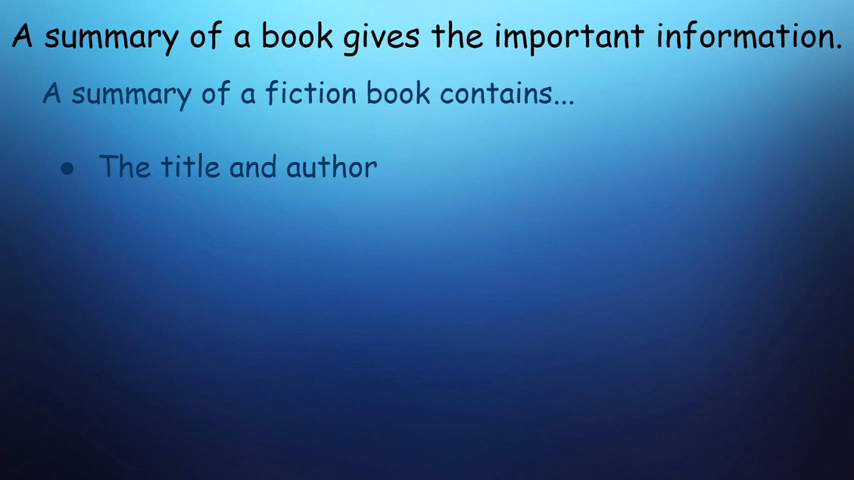 A summary of a book gives the important information.
A summary of a fiction book contains...
● The title and author